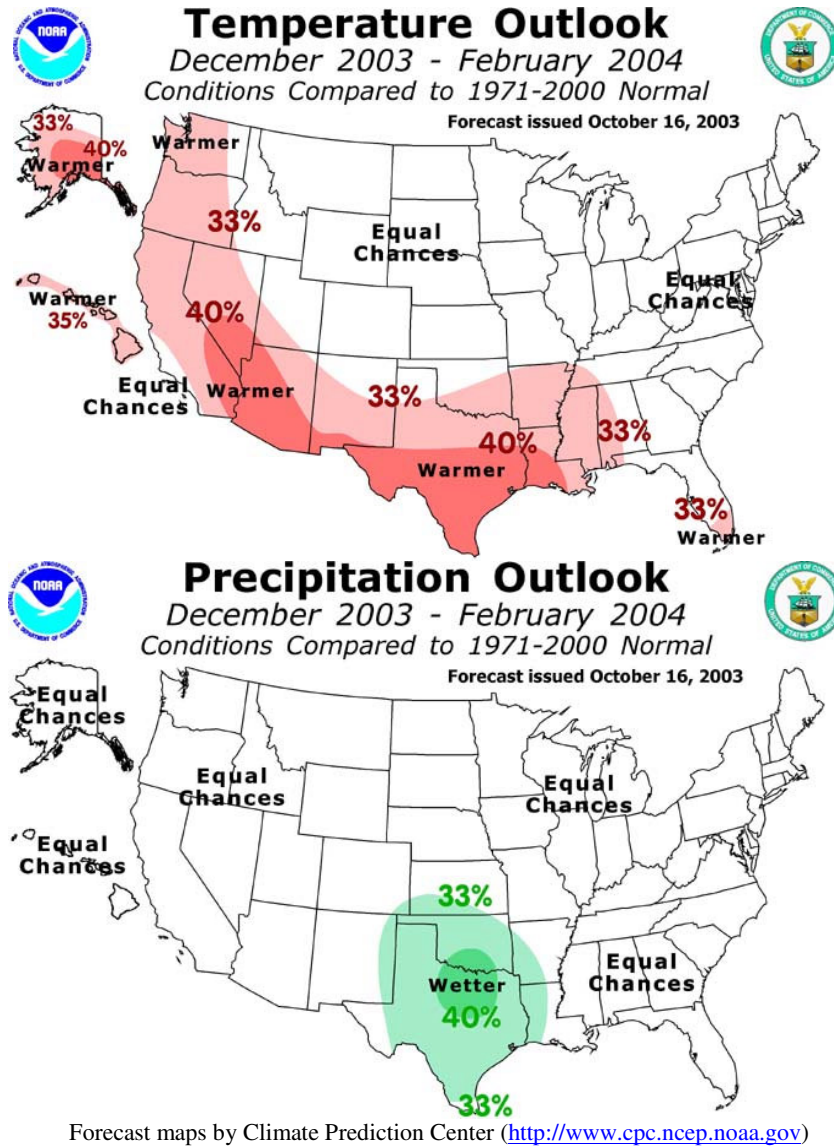 Temperature Outlook
December 2003 - February 2004
Conditions Compared to 1971-2000 Normal
Forecast issued October 16, 2003
NOAA
33%
40%
Warmer
Warmer
33%
Equal
Chances
Equal
Chances
Warmer
35%
40%
Equal
Chances
Warmer
33%
40%
Warmer
33%
33%
Warmer
Precipitation Outlook
December 2003 - February 2004
Conditions Compared to 1971-2000 Normal
Forecast issued October 16, 2003
NOAA
Equal
Chances
Equal
Chances
Equal
Chances
Equal
Chances
33%
Wetter
40%
Equal
Chances
33%
Forecast maps by Climate Prediction Center (http://www.cpc.ncep.noaa.gov)